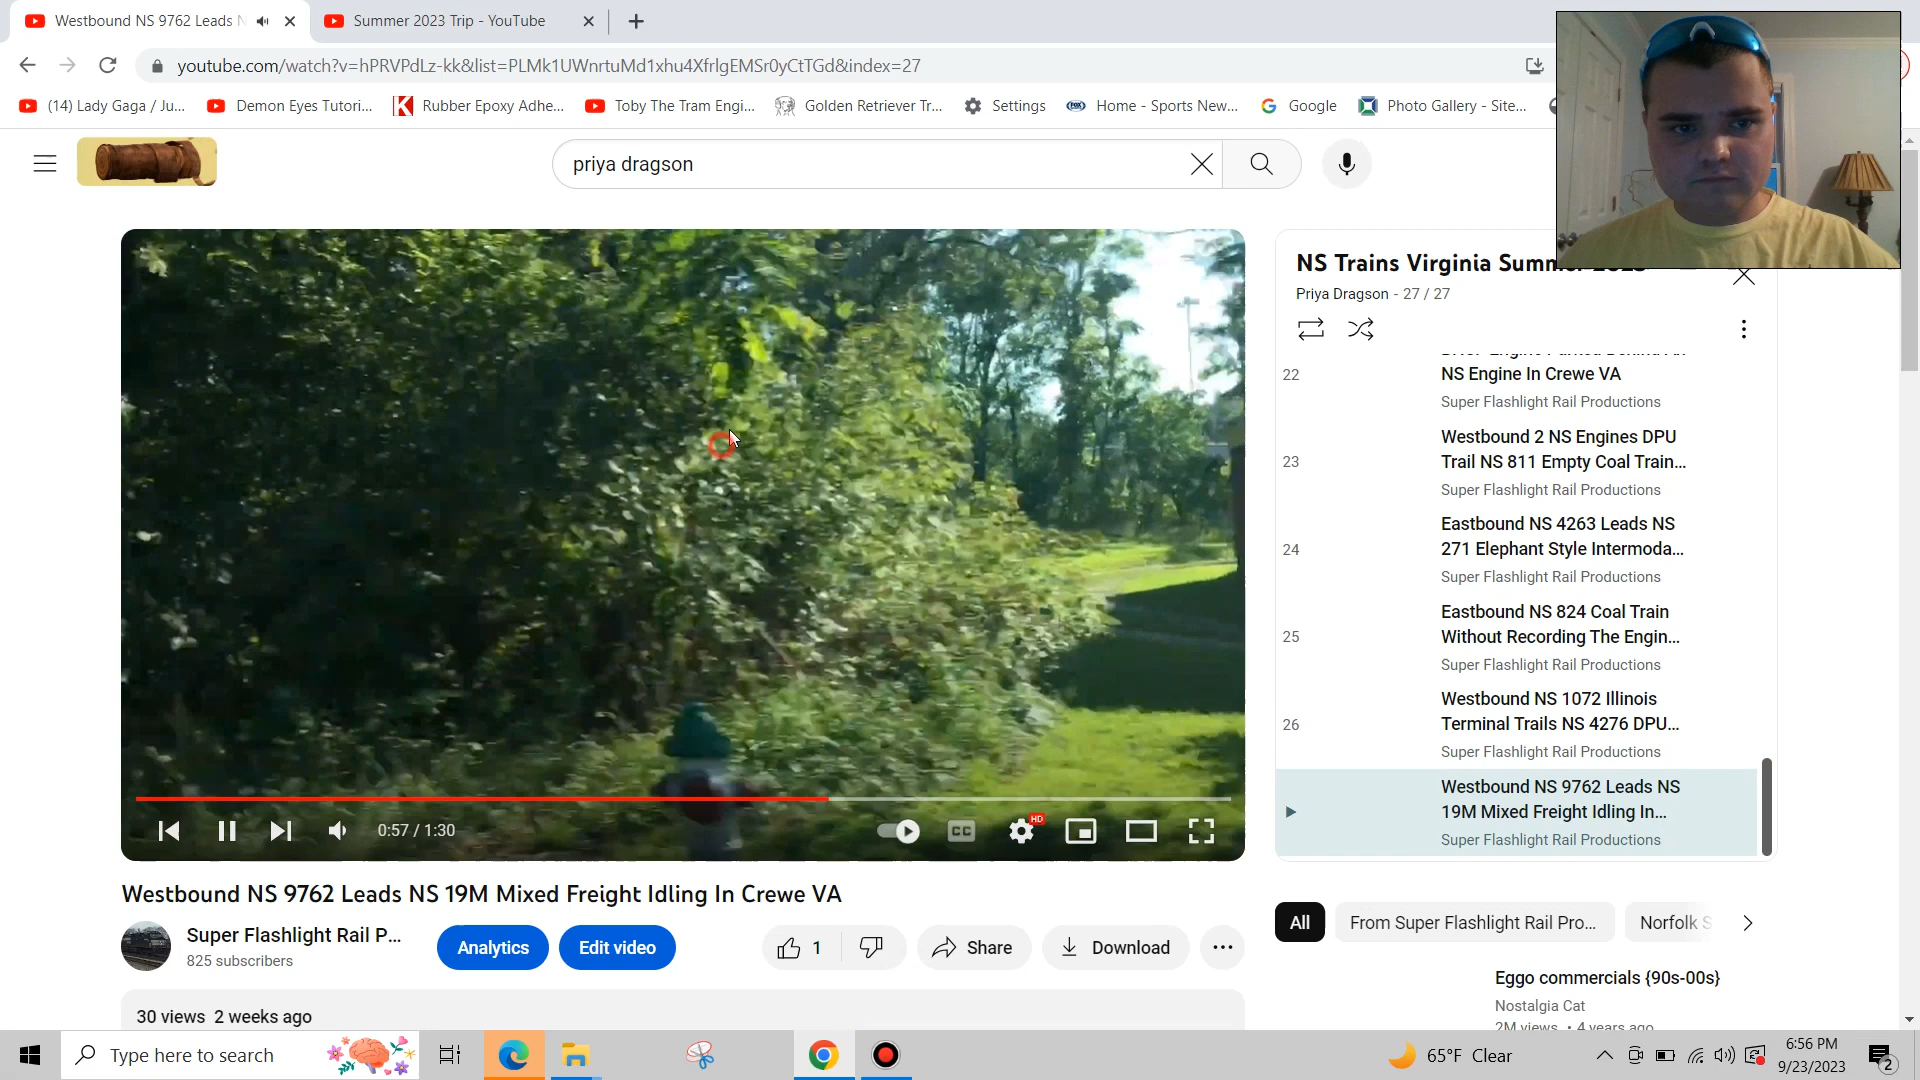 Westbound NS 9762 Leads N
Summer 2023 Trip - YouTube
youtube.com/watch?v=hPRVPdLz-kk&list=PLMk1UWnrtuMd1xhu4XfrlgEMSr0yCtTGd&index=27
(14) Lady Gaga / Ju...
Demon Eyes Tutori...
Rubber Epoxy Adhe...
Toby The Tram Engi...
Golden Retriever Tr...
Settings
Home - Sports New...
Google
Photo Gallery - Site...
priya dragson
NS Trains Virginia Summer 2023
Priya Dragson - 27 / 27
22
NS Engine In Crewe VA
Super Flashlight Rail Productions
23
Westbound 2 NS Engines DPU
Trail NS 811 Empty Coal Train...
Super Flashlight Rail Productions
24
Eastbound NS 4263 Leads NS
271 Elephant Style Intermoda...
Super Flashlight Rail Productions
25
Eastbound NS 824 Coal Train
Without Recording The Engin...
Super Flashlight Rail Productions
26
Westbound NS 1072 Illinois
Terminal Trails NS 4276 DPU...
Super Flashlight Rail Productions
Westbound NS 9762 Leads NS
19M Mixed Freight Idling In...
Super Flashlight Rail Productions
0:57 / 1:30
CC
HD
Westbound NS 9762 Leads NS 19M Mixed Freight Idling In Crewe VA
Super Flashlight Rail P...
825 subscribers
Analytics
Edit video
1
Share
Download
30 views 2 weeks ago
All
From Super Flashlight Rail Pro...
Norfolk S
Eggo commercials {90s-00s}
Nostalgia Cat
2M views • 4 years ago
Type here to search
65°F Clear
6:56 PM
9/23/2023
2